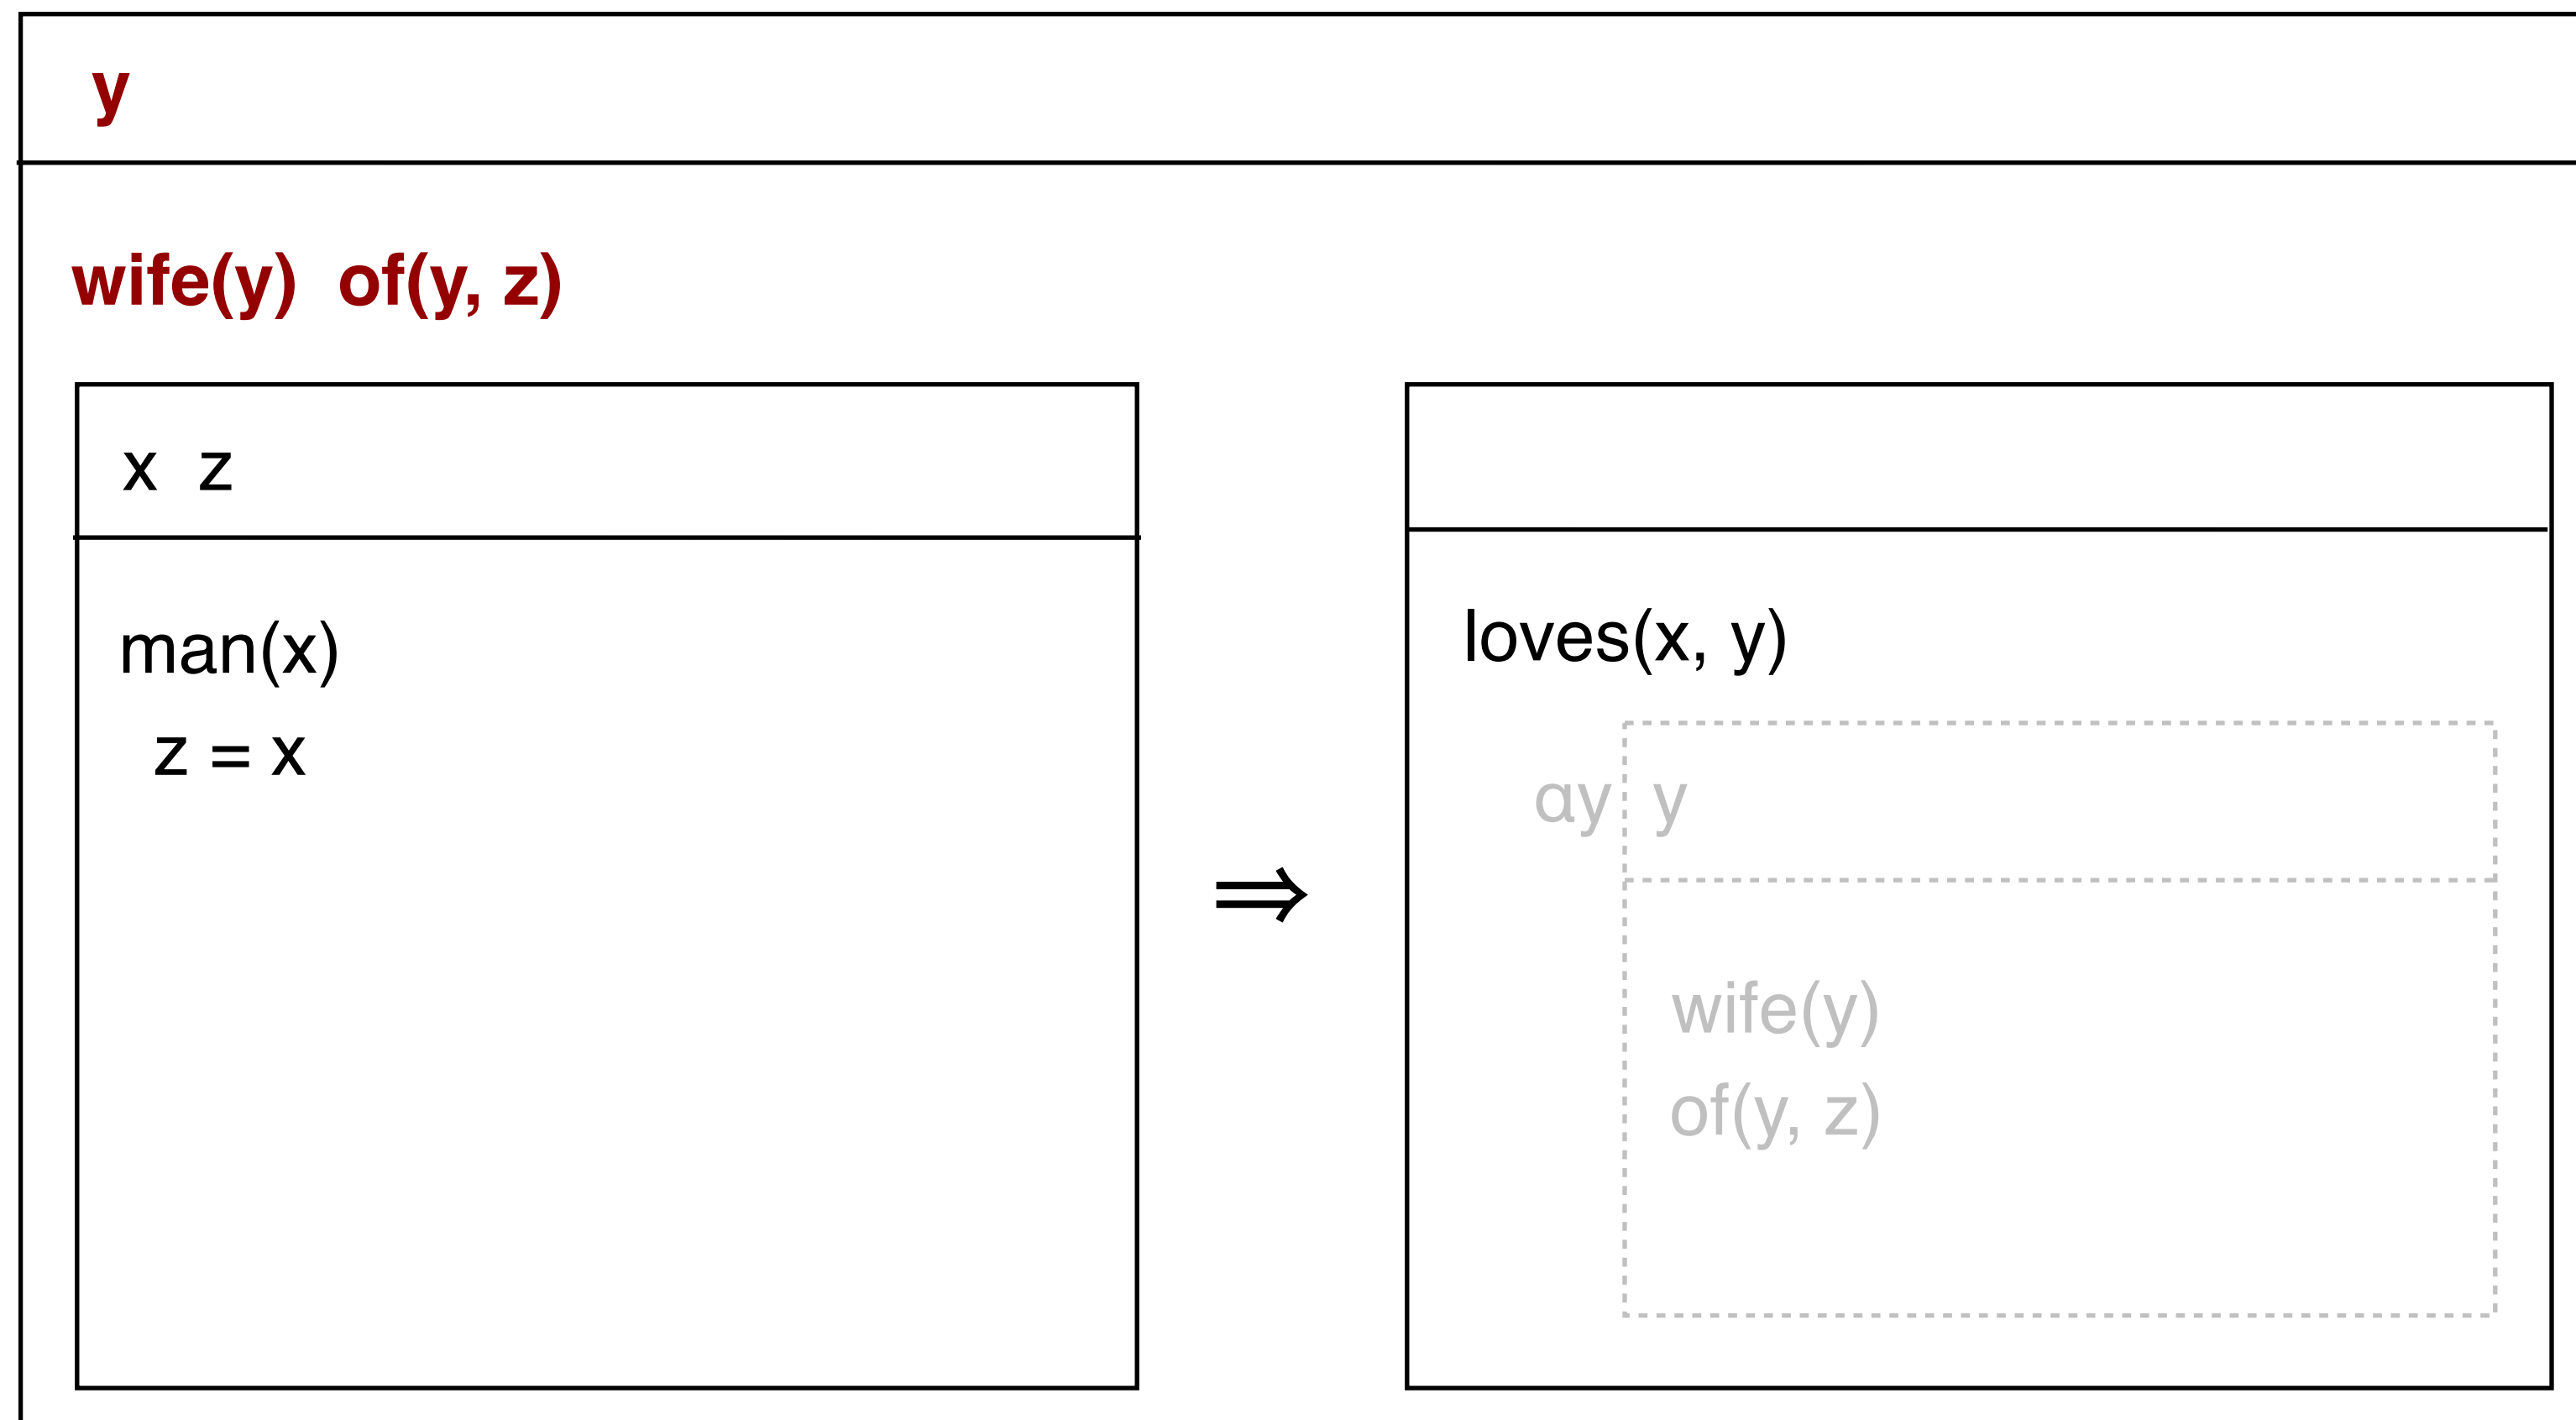 y
wife(y) of(y, z)
x z
man(x)
z = x
⇒
loves(x, y)
αy y
wife(y)
of(y, z)